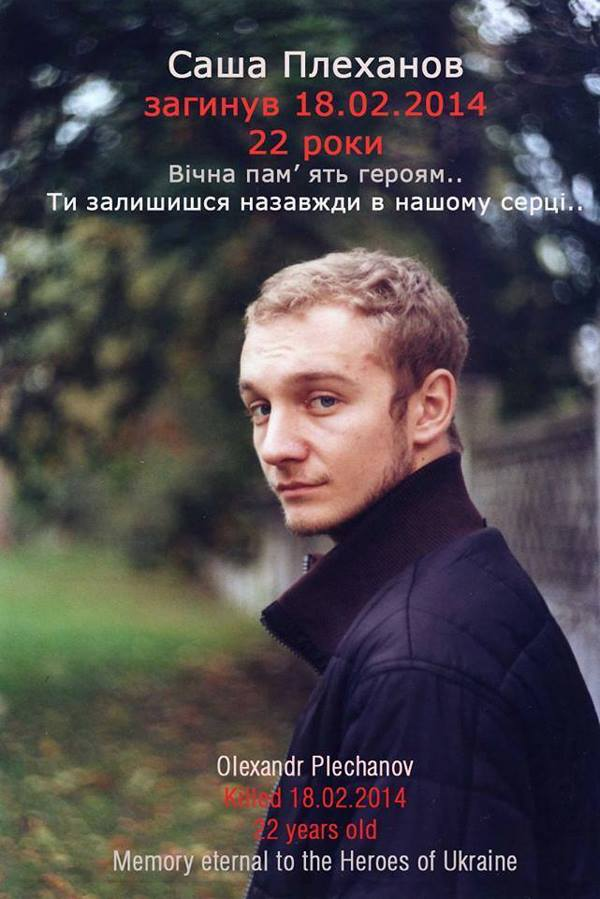 Саша Плеханов
загинув 18.02.2014
22 роки
Вічна пам’ ять героям..
Ти залишишся назавжди в нашому серці..
Olexandr Plechanov
Killed 18.02.2014
22 years old
Memory eternal to the Heroes of Ukraine